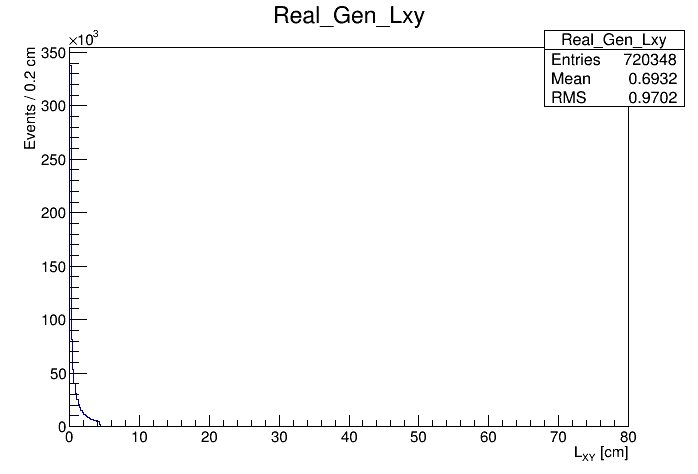 Real_Gen_Lxy
×10³
Real_Gen_Lxy
Entries 720348
Mean 0.6932
RMS 0.9702
Events / 0.2 cm
350
300
250
200
150
100
50
0
0 10 20 30 40 50 60 70 80
L_XY [cm]